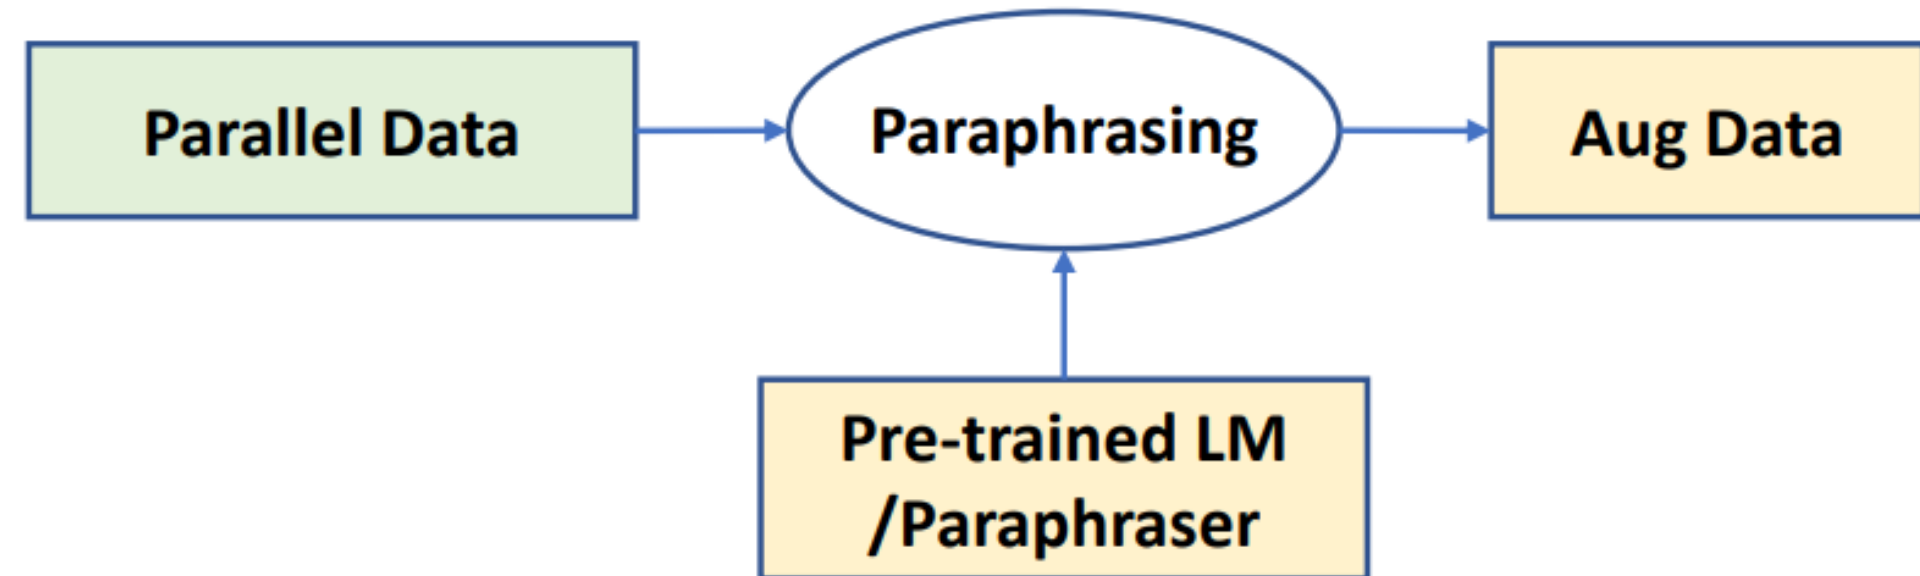 Parallel Data
Paraphrasing
Aug Data
Pre-trained LM
/Paraphraser